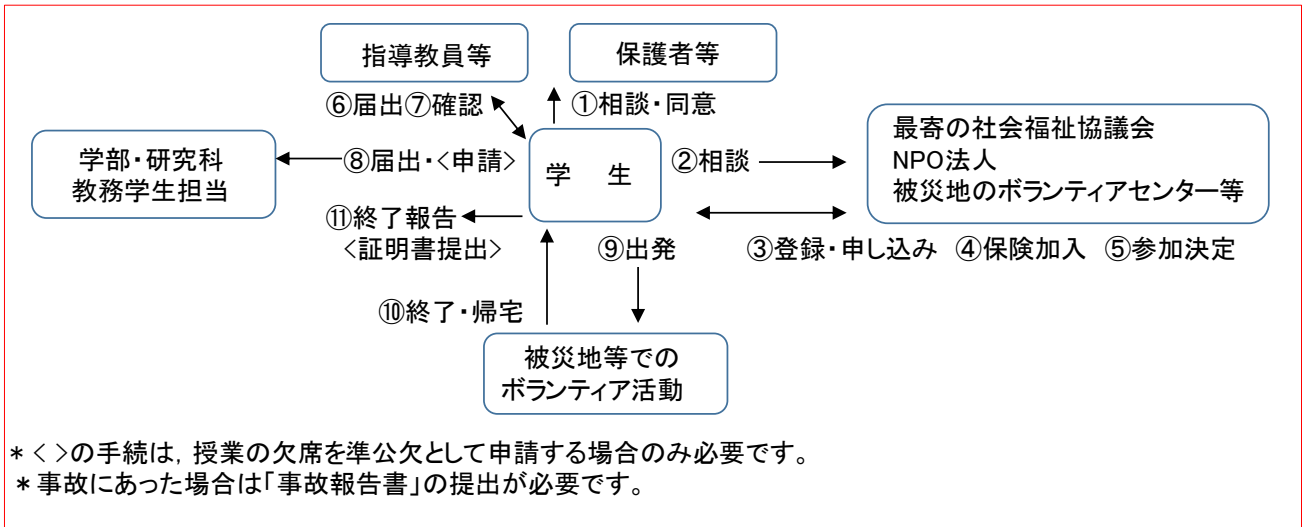 指導教員等
保護者等
⑥届出⑦確認
①相談・同意
学部・研究科
教務学生担当
⑧届出・<申請>
学 生
②相談
最寄の社会福祉協議会
NPO法人
被災地のボランティアセンター等
⑪終了報告
<証明書提出>
⑨出発
③登録・申し込み ④保険加入 ⑤参加決定
⑩終了・帰宅
被災地等での
ボランティア活動
* < >の手続は, 授業の欠席を準公欠として申請する場合のみ必要です。
* 事故にあった場合は「事故報告書」の提出が必要です。